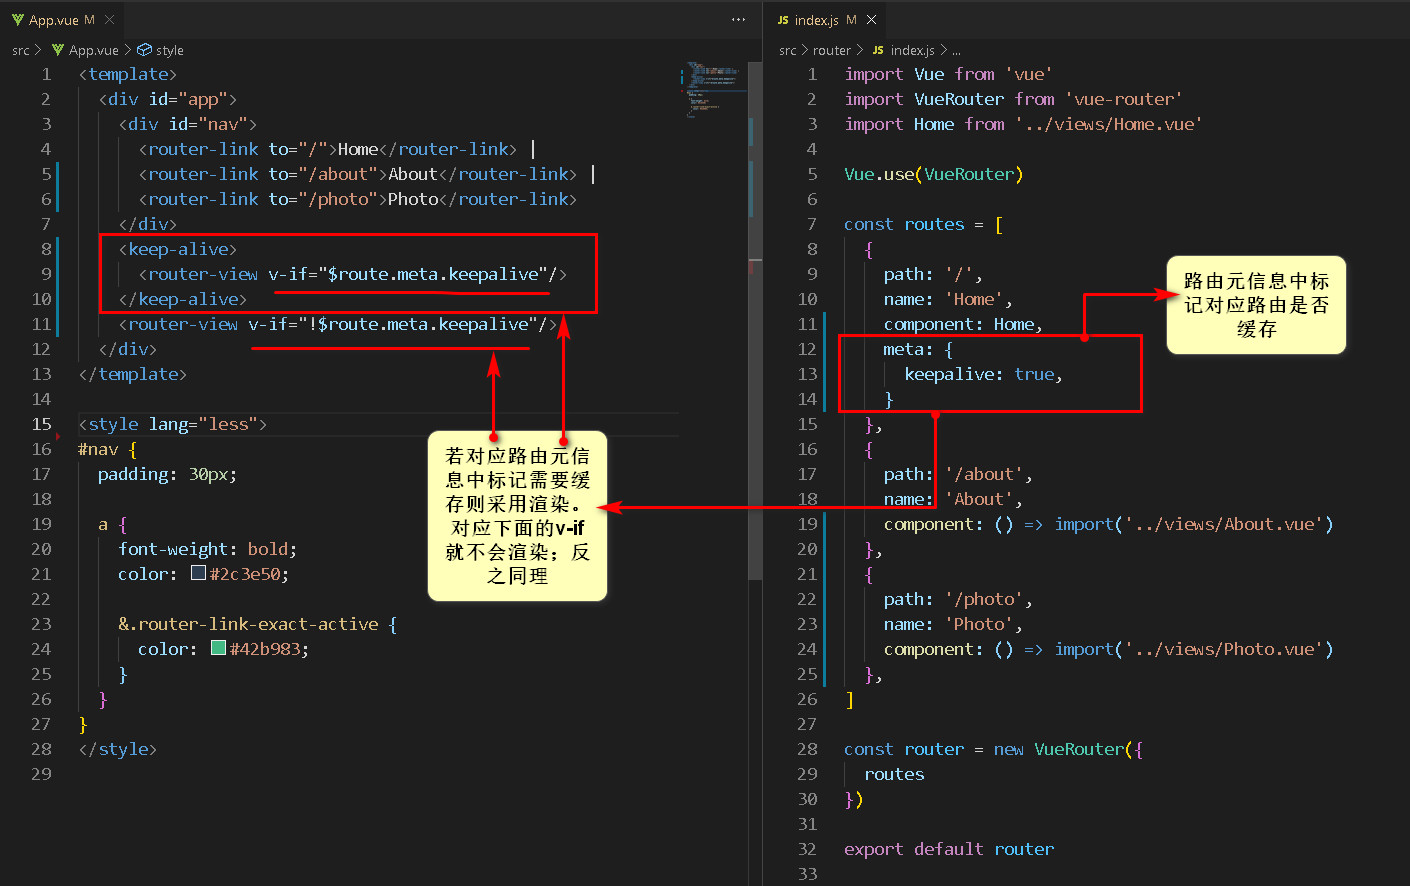 App.vue M
src > App.vue > style
1 <template>
2 <div id="app">
3 <div id="nav">
4 <router-link to="/">Home</router-link> |
5 <router-link to="/about">About</router-link> |
6 <router-link to="/photo">Photo</router-link>
7 </div>
8 <keep-alive>
9 <router-view v-if="$route.meta.keepalive"/>
10 </keep-alive>
11 <router-view v-if="!$route.meta.keepalive"/>
12 </div>
13 </template>
14
15 <style lang="less">
16 #nav {
17 padding: 30px;
18
19 a {
20 font-weight: bold;
21 color: #2c3e50;
22
23 &.router-link-exact-active {
24 color: #42b983;
25 }
26 }
27 }
28 </style>
29
若对应路由元信
息中标记需要缓
存则采用渲染。
对应下面的v-if
就不会渲染；反
之同理
JS index.js M
src > router > JS index.js > ...
1 import Vue from 'vue'
2 import VueRouter from 'vue-router'
3 import Home from '../views/Home.vue'
4
5 Vue.use(VueRouter)
6
7 const routes = [
8 {
9 path: '/',
10 name: 'Home',
11 component: Home,
12 meta: {
13 keepalive: true,
14 }
15 },
16 {
17 path: '/about',
18 name: 'About',
19 component: () => import('../views/About.vue')
20 },
21 {
22 path: '/photo',
23 name: 'Photo',
24 component: () => import('../views/Photo.vue')
25 },
26 ]
27
28 const router = new VueRouter({
29 routes
30 })
31
32 export default router
33
路由元信息中标
记对应路由是否
缓存